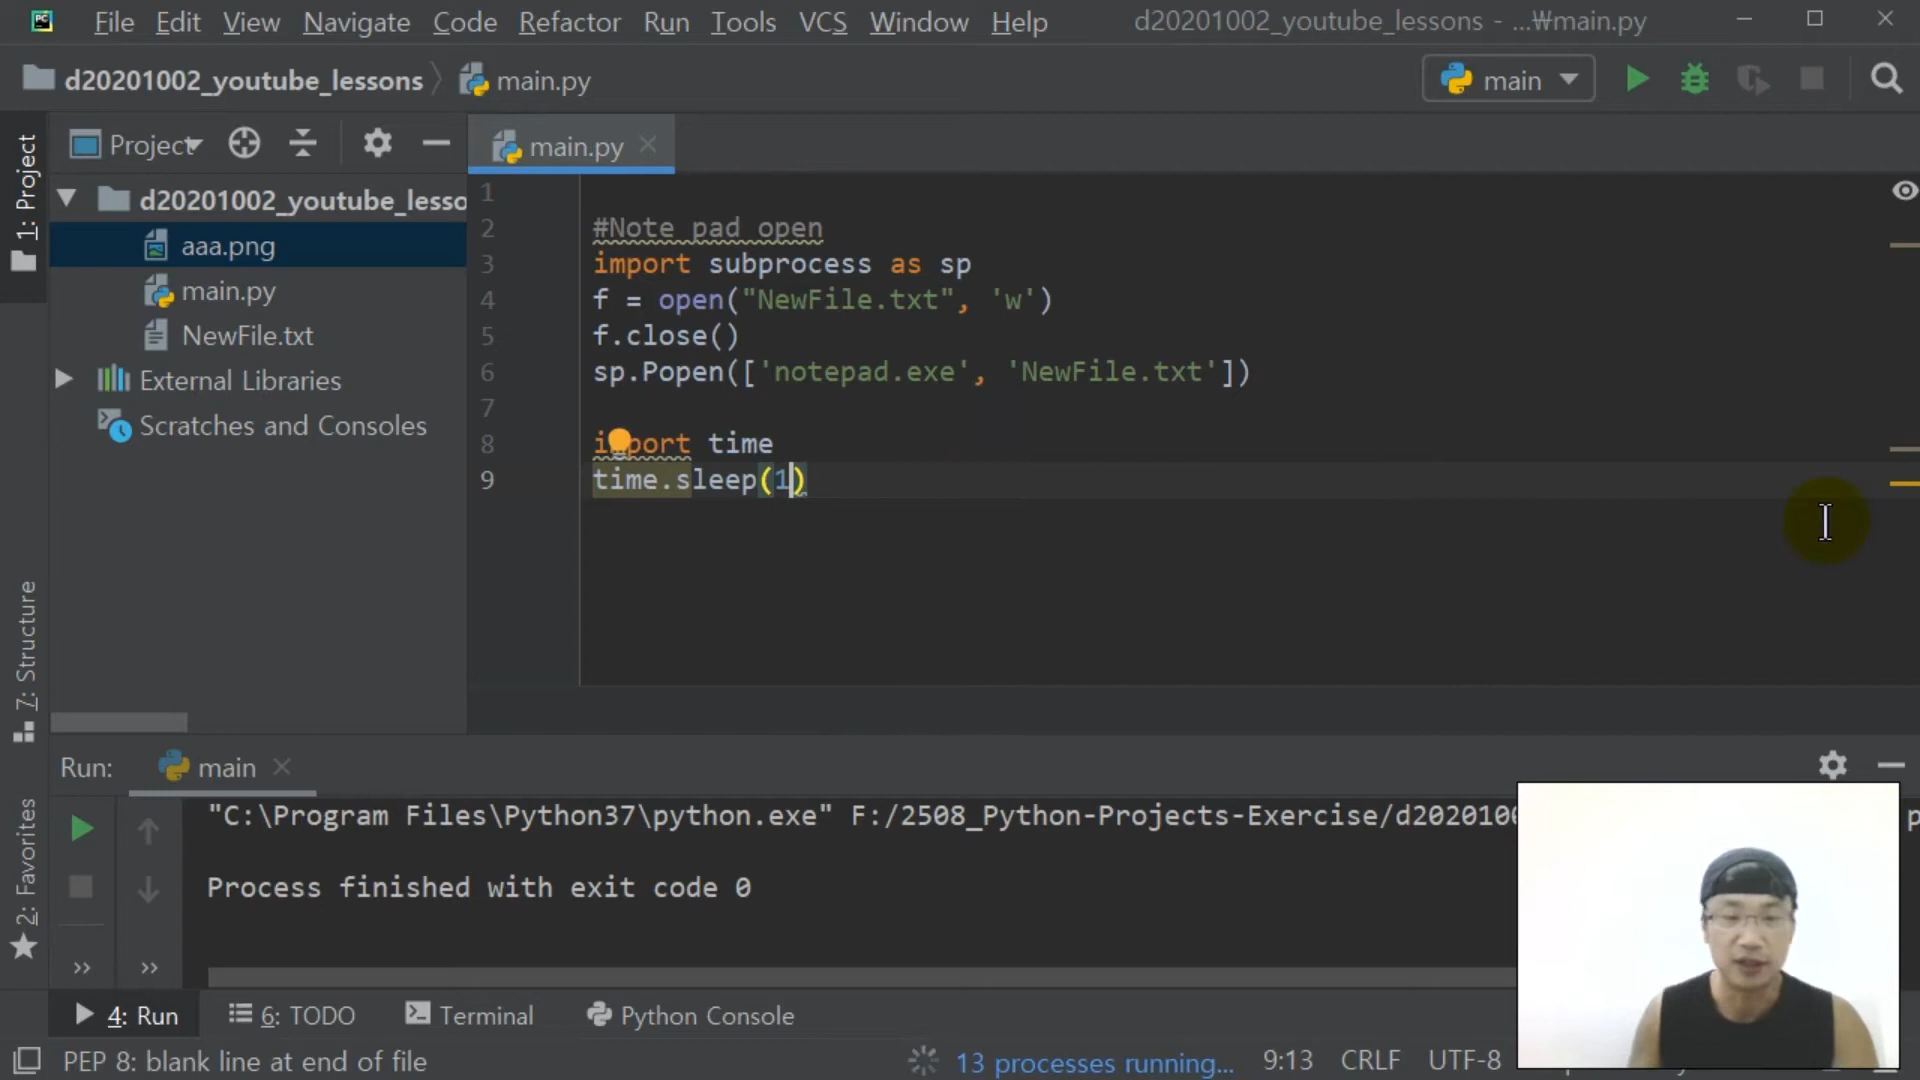 File Edit View Navigate Code Refactor Run Tools VCS Window Help d20201002_youtube_lessons - ...₩main.py
d20201002_youtube_lessons main.py main
1: Project
Project
d20201002_youtube_lesso
aaa.png
main.py
NewFile.txt
External Libraries
Scratches and Consoles
main.py
1
2 #Note pad open
3 import subprocess as sp
4 f = open("NewFile.txt", 'w')
5 f.close()
6 sp.Popen(['notepad.exe', 'NewFile.txt'])
7
8 import time
9 time.sleep(1)
7: Structure
2: Favorites
Run: main
"C:\Program Files\Python37\python.exe" F:/2508_Python-Projects-Exercise/d202010
Process finished with exit code 0
4: Run 6: TODO Terminal Python Console
PEP 8: blank line at end of file 13 processes running... 9:13 CRLF UTF-8